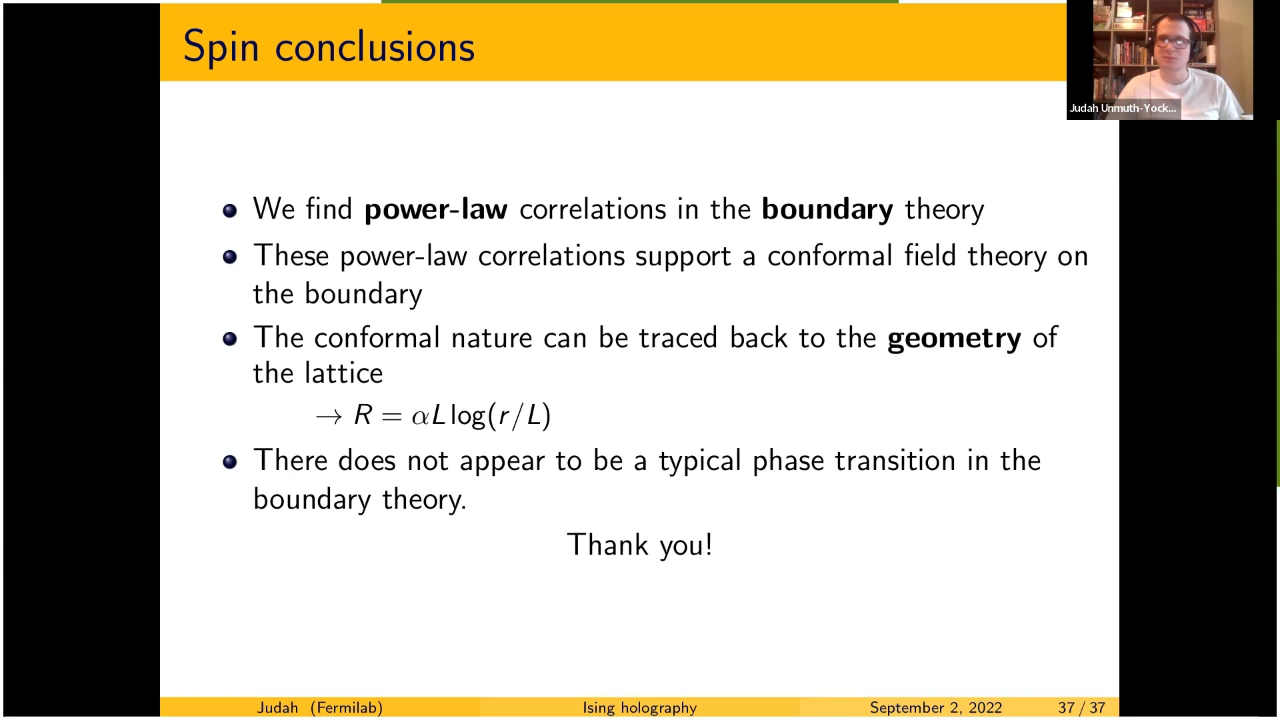 Spin conclusions
Judah Unmuth-Yock...
We find power-law correlations in the boundary theory
These power-law correlations support a conformal field theory on
the boundary
The conformal nature can be traced back to the geometry of
the lattice
→ R = αL log(r/L)
There does not appear to be a typical phase transition in the
boundary theory.
Thank you!
Judah (Fermilab)
Ising holography
September 2, 2022
37 / 37